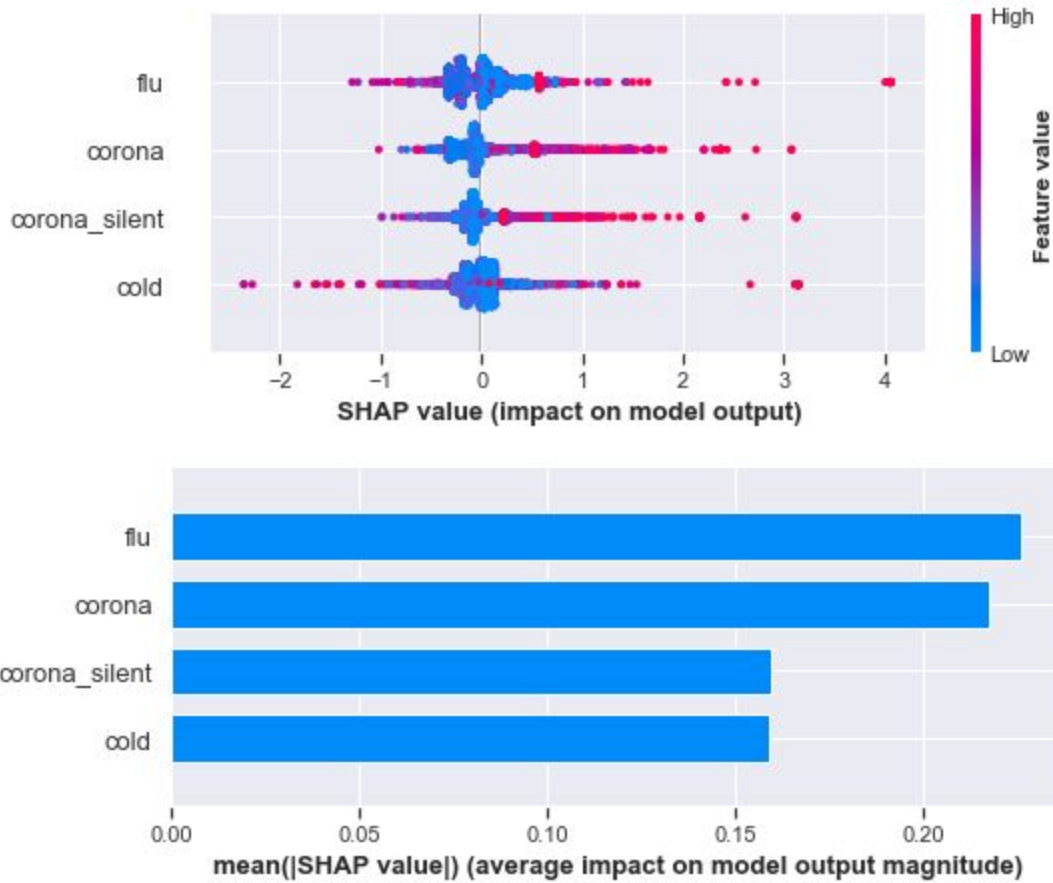 High
flu
corona
corona_silent
cold
Feature value
Low
−2 −1 0 1 2 3 4
SHAP value (impact on model output)
flu
corona
corona_silent
cold
0.00 0.05 0.10 0.15 0.20
mean(|SHAP value|) (average impact on model output magnitude)